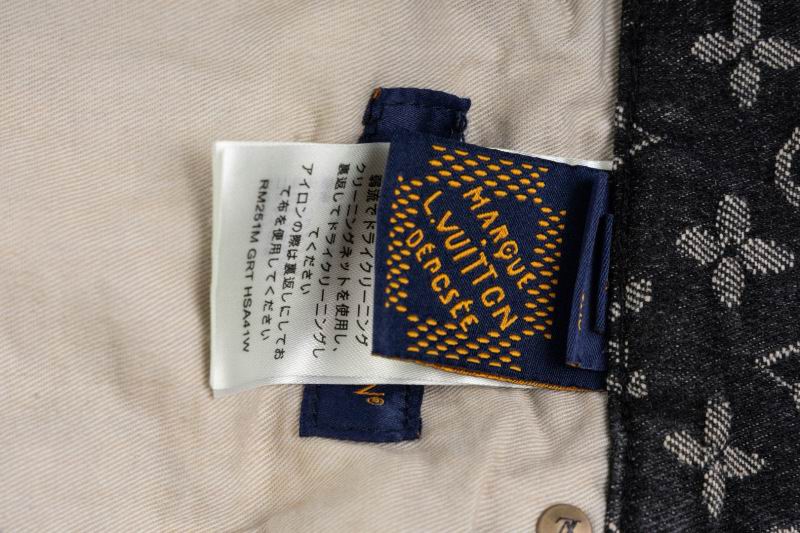 弱流でドライクリーニング
クリーニングネットを使用し、
裏返してドライクリーニングし
てください
アイロンの際は裏返しにしてお
て布を使用してください
RM251M GRT HSA41W
MARQUE
L.VUITTON
DÉPOSÉE
N®